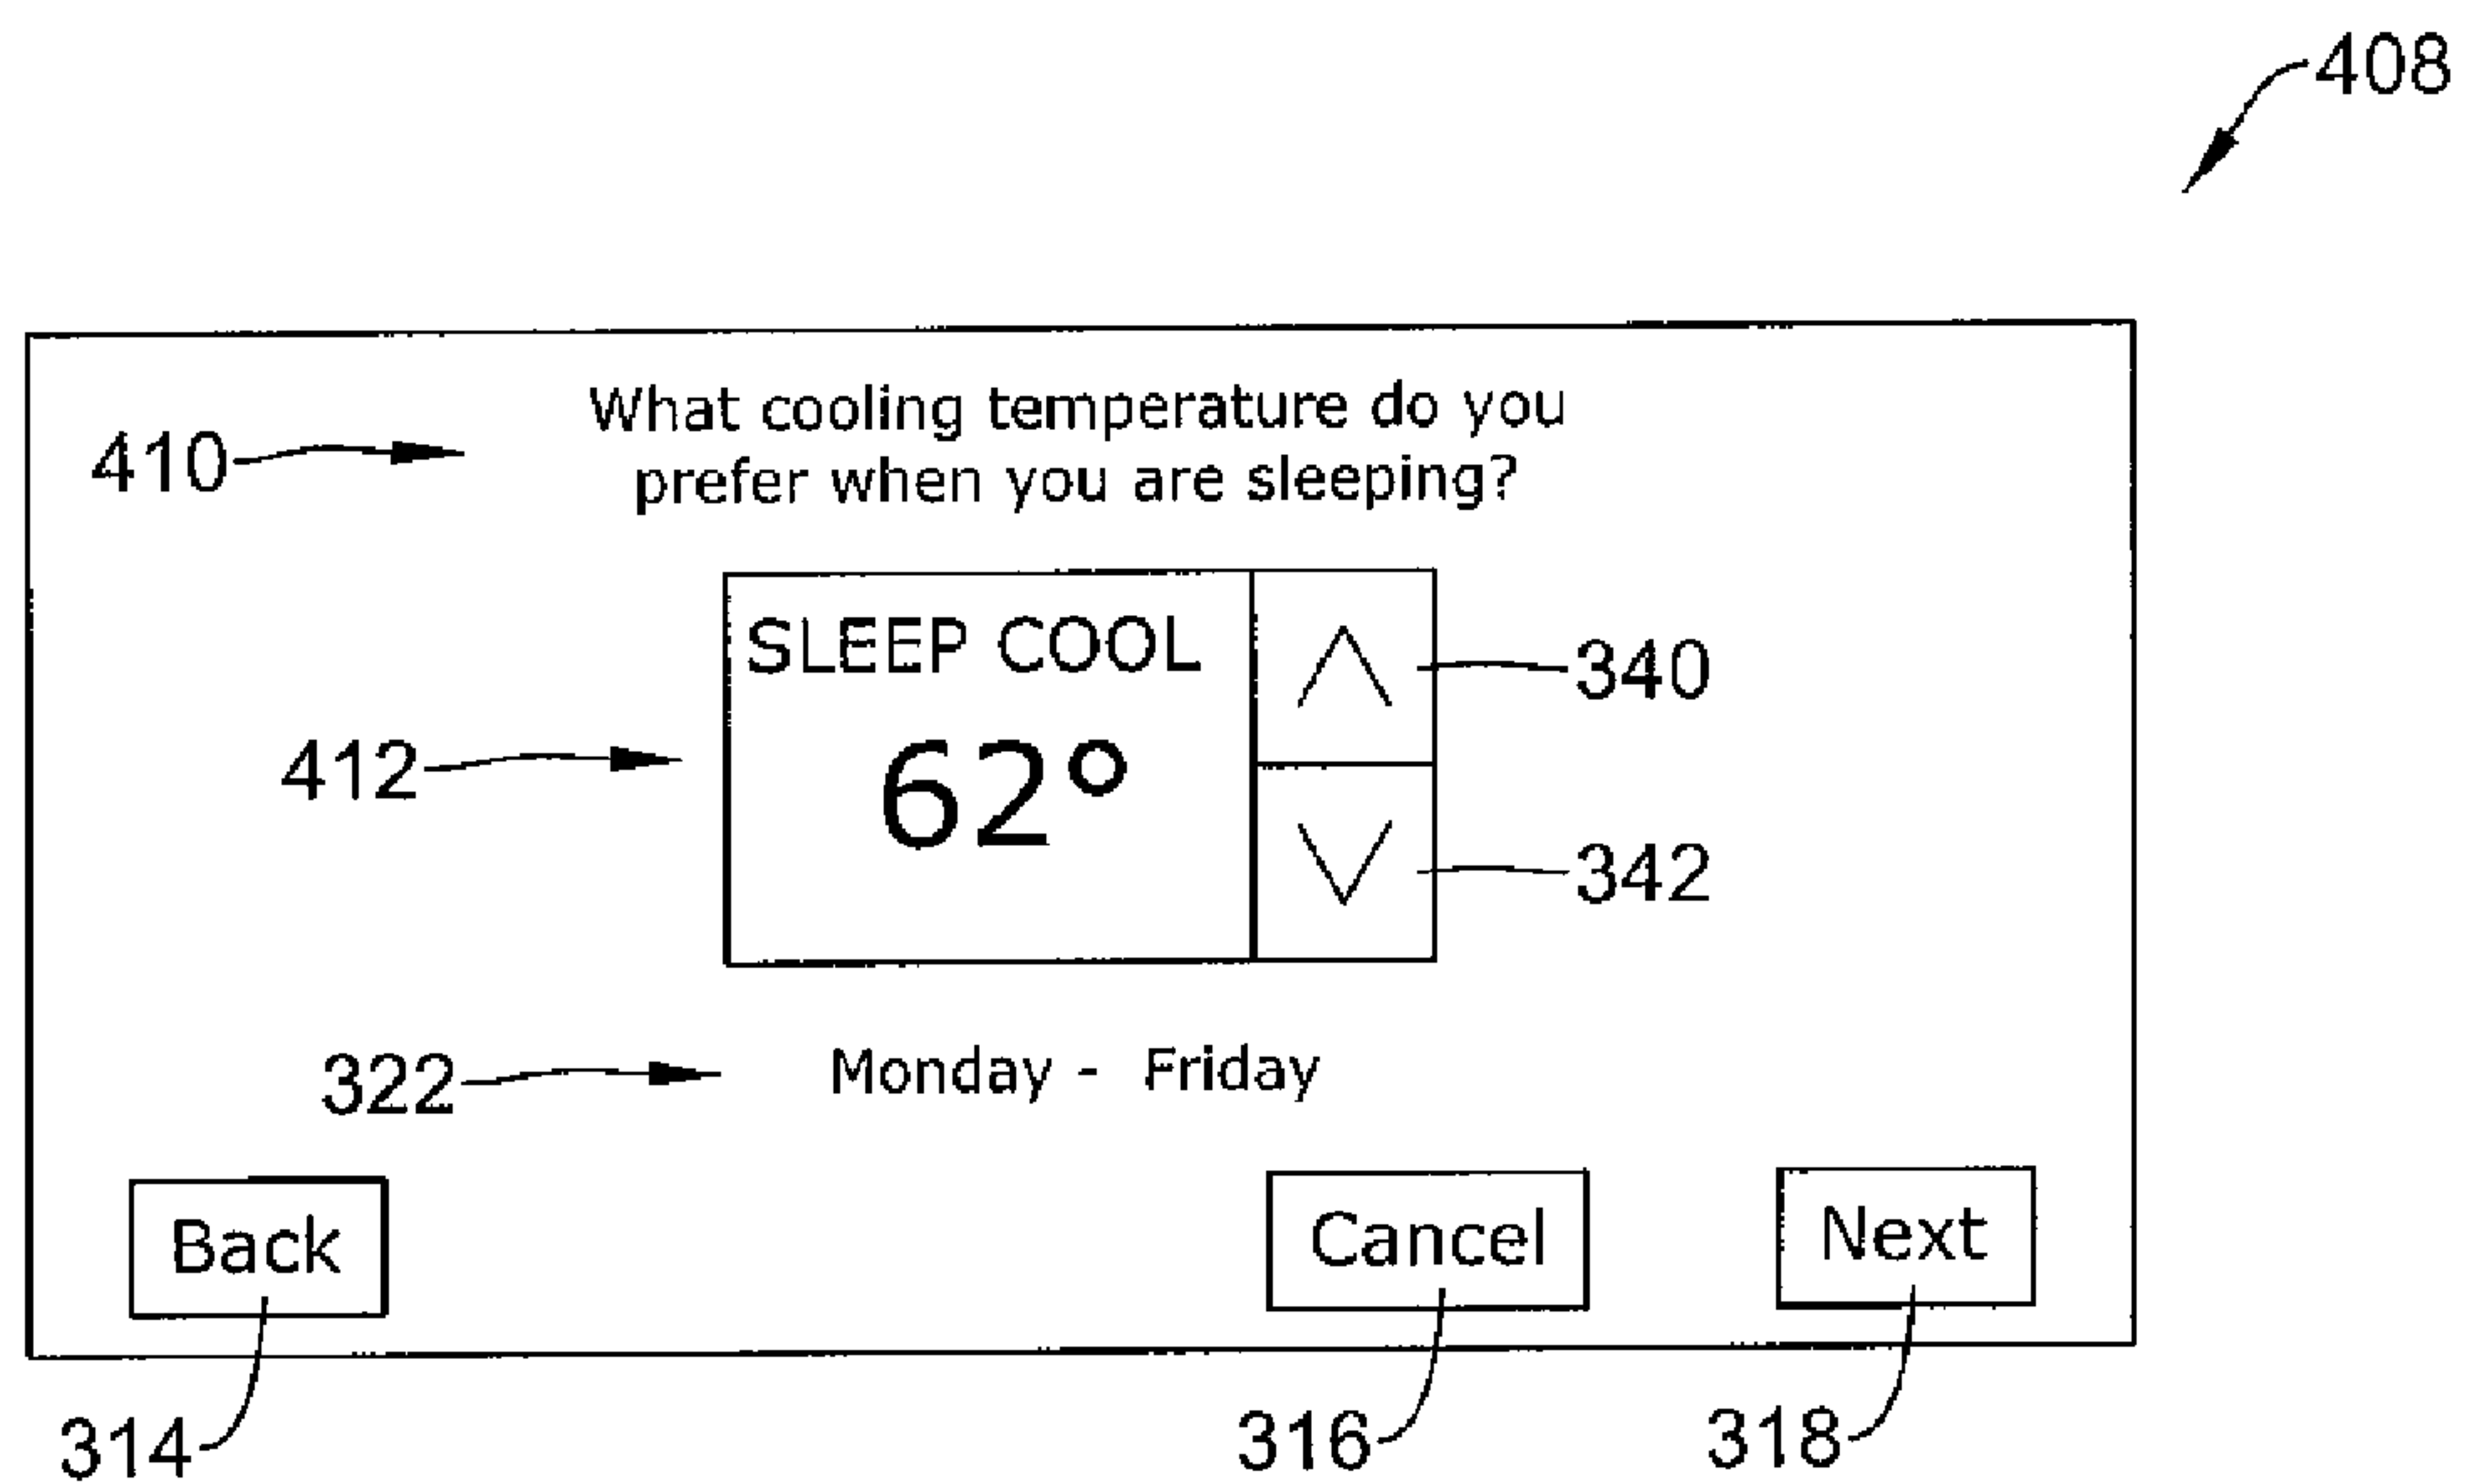 408
What cooling temperature do you
410
prefer when you are sleeping?
SLEEP COOL
340
412
62°
342
322
Monday - Friday
Back
Cancel
Next
314
316
318